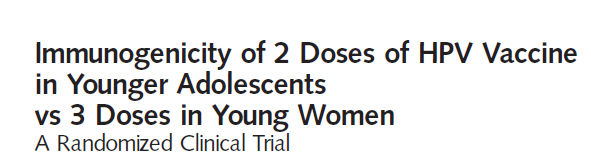 Immunogenicity of 2 Doses of HPV Vaccine
in Younger Adolescents
vs 3 Doses in Young Women
A Randomized Clinical Trial